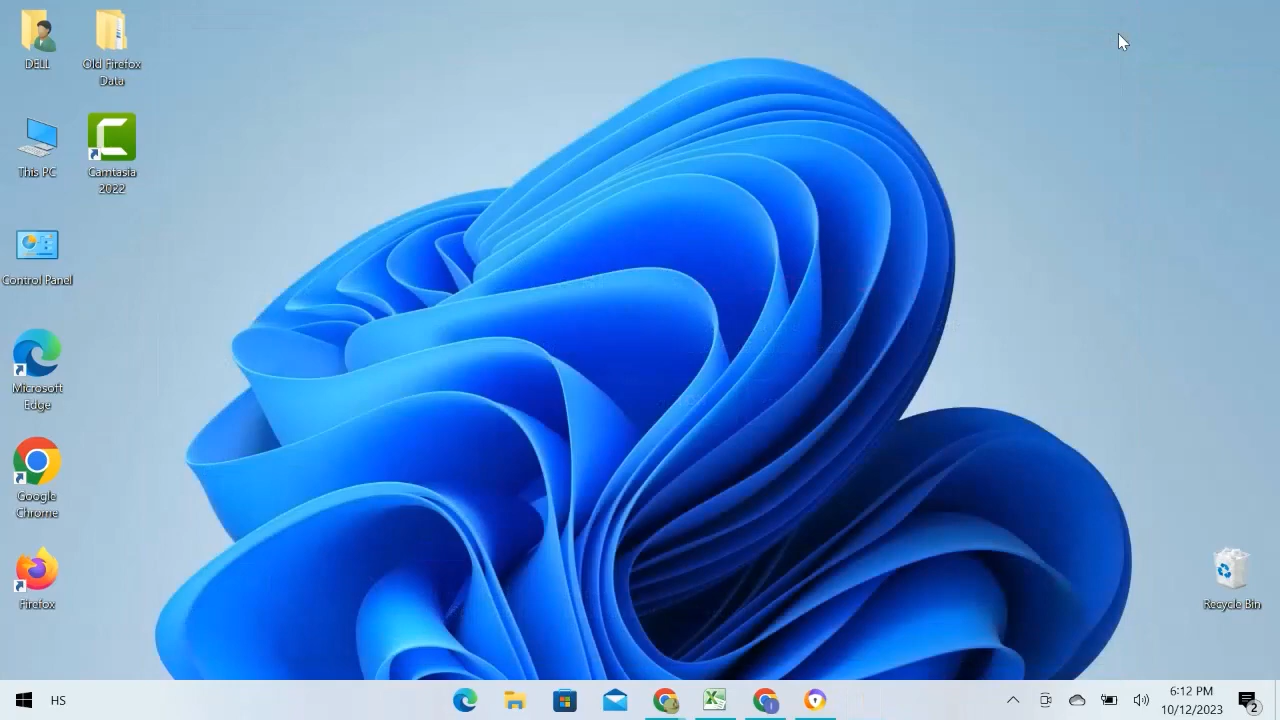 DELL
Old Firefox
Data
This PC
Camtasia
2022
Control Panel
Microsoft
Edge
Google
Chrome
Firefox
Recycle Bin
HS
6:12 PM
10/12/2023
2